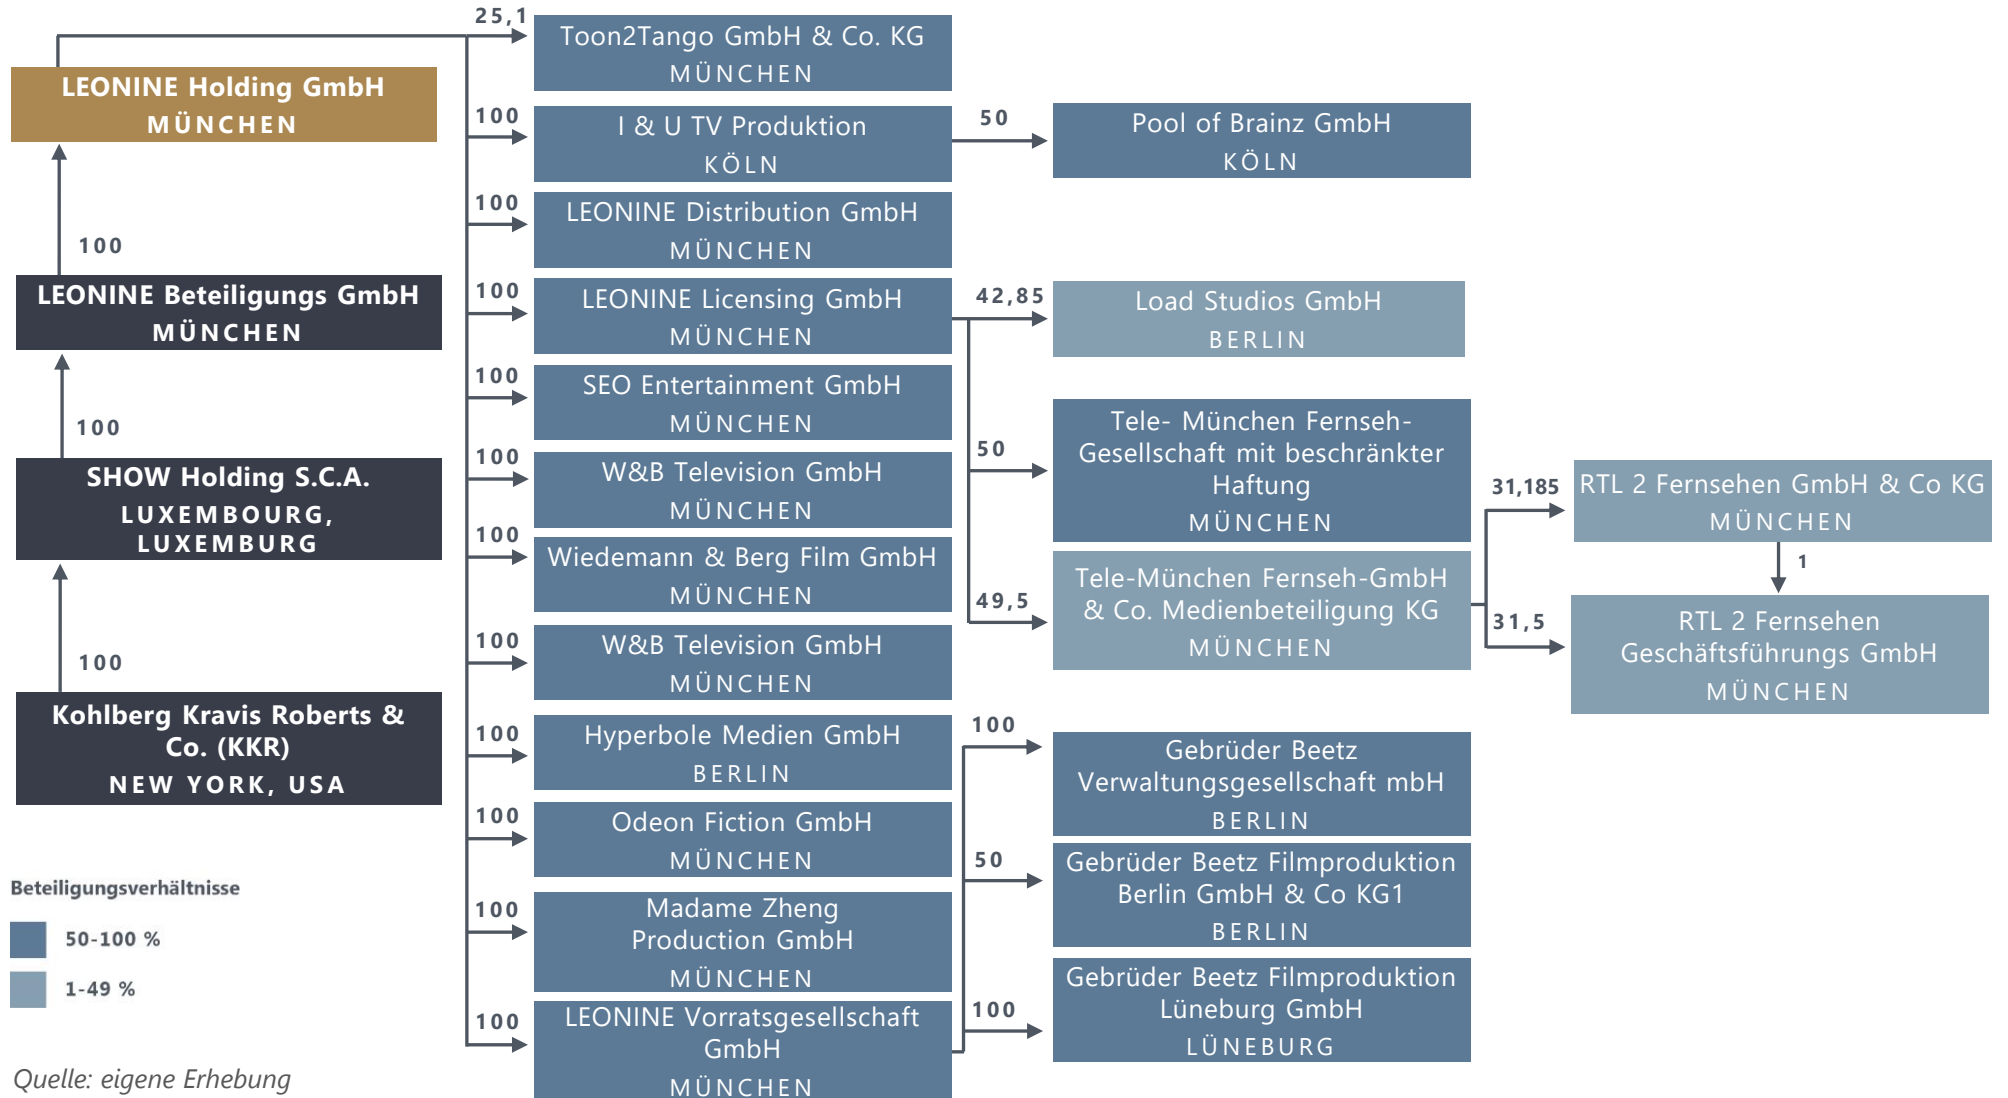 LEONINE Holding GmbH
MÜNCHEN
100
LEONINE Beteiligungs GmbH
MÜNCHEN
100
SHOW Holding S.C.A.
LUXEMBOURG,
LUXEMBURG
100
Kohlberg Kravis Roberts &
Co. (KKR)
NEW YORK, USA
Beteiligungsverhältnisse
50-100 %
1-49 %
Quelle: eigene Erhebung
25,1
Toon2Tango GmbH & Co. KG
MÜNCHEN
100
I & U TV Produktion
KÖLN
100
LEONINE Distribution GmbH
MÜNCHEN
100
LEONINE Licensing GmbH
MÜNCHEN
100
SEO Entertainment GmbH
MÜNCHEN
100
W&B Television GmbH
MÜNCHEN
100
Wiedemann & Berg Film GmbH
MÜNCHEN
100
W&B Television GmbH
MÜNCHEN
100
Hyperbole Medien GmbH
BERLIN
100
Odeon Fiction GmbH
MÜNCHEN
100
Madame Zheng
Production GmbH
MÜNCHEN
100
LEONINE Vorratsgesellschaft
GmbH
MÜNCHEN
50
Pool of Brainz GmbH
KÖLN
42,85
Load Studios GmbH
BERLIN
50
Tele- München Fernseh-
Gesellschaft mit beschränkter
Haftung
MÜNCHEN
49,5
Tele-München Fernseh-GmbH
& Co. Medienbeteiligung KG
MÜNCHEN
100
Gebrüder Beetz
Verwaltungsgesellschaft mbH
BERLIN
50
Gebrüder Beetz Filmproduktion
Berlin GmbH & Co KG1
BERLIN
100
Gebrüder Beetz Filmproduktion
Lüneburg GmbH
LÜNEBURG
31,185
RTL 2 Fernsehen GmbH & Co KG
MÜNCHEN
1
31,5
RTL 2 Fernsehen
Geschäftsführungs GmbH
MÜNCHEN